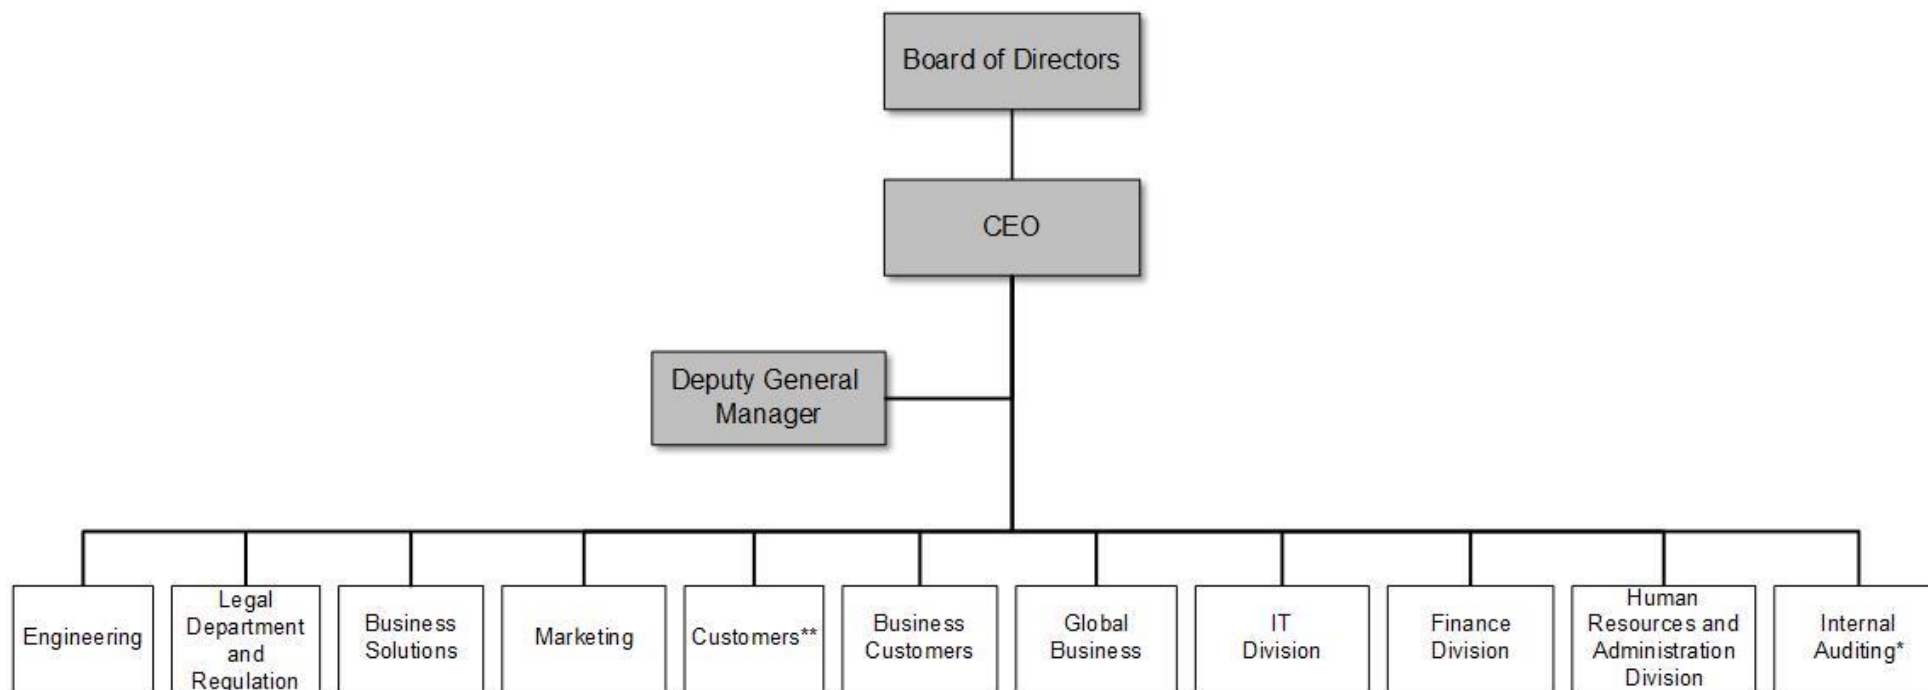 Board of Directors
CEO
Deputy General
Manager
Engineering
Legal
Department
and
Regulation
Business
Solutions
Marketing
Customers**
Business
Customers
Global
Business
IT
Division
Finance
Division
Human
Resources and
Administration
Division
Internal
Auditing*